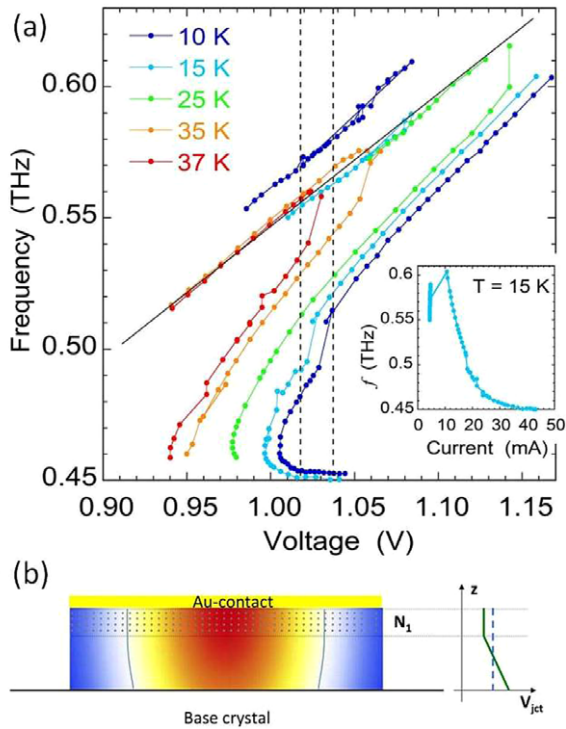 (a)
10 K
15 K
25 K
35 K
37 K
0.60
0.55
0.50
0.45
Frequency (THz)
0.90
0.95
1.00
1.05
1.10
1.15
Voltage (V)
T = 15 K
0.6
0.55
0.5
0.45
f (THz)
0
10
20
30
40
50
Current (mA)
(b)
Au-contact
N1
z
Vjct
Base crystal